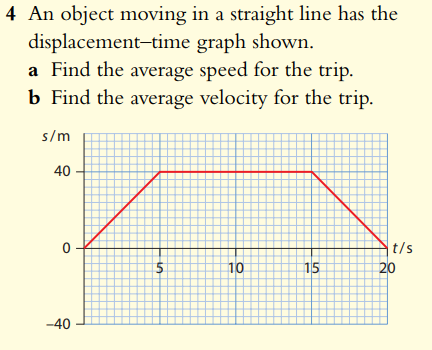 4 An object moving in a straight line has the
displacement–time graph shown.
a Find the average speed for the trip.
b Find the average velocity for the trip.
s/m
40
0
t/s
5
10
15
20
–40